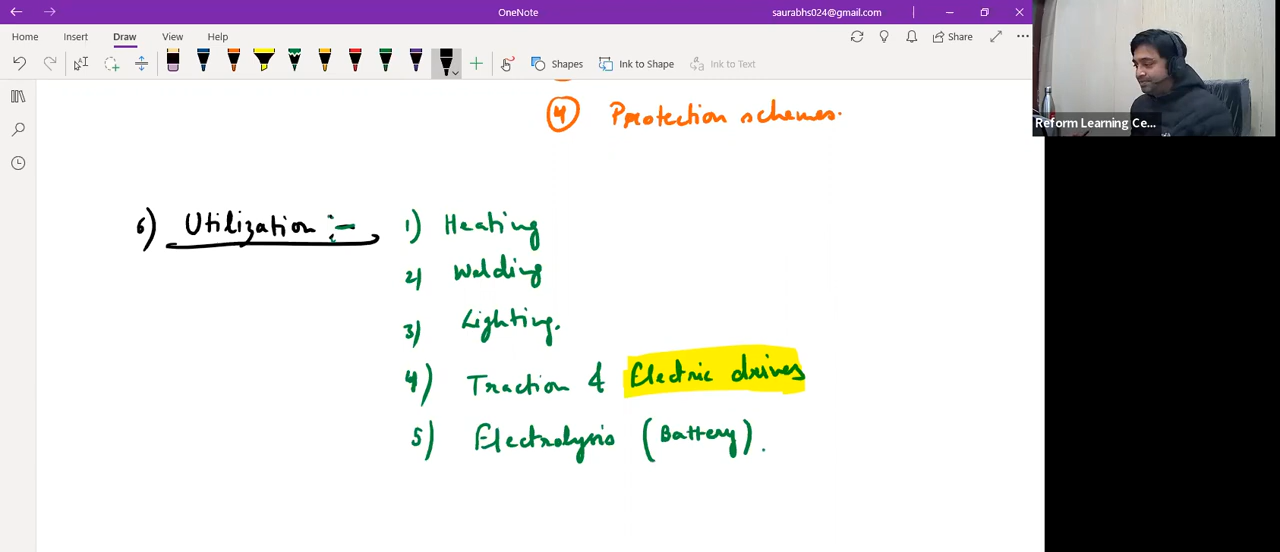 OneNote
saurabhs024@gmail.com
Home Insert Draw View Help
Share
Shapes Ink to Shape Ink to Text
Reform Learning Ce...
4 Protection schemes.
6) Utilization :- 1) Heating
2) Welding
3) Lighting.
4) Traction & Electric drives
5) Electrolysis (Battery).